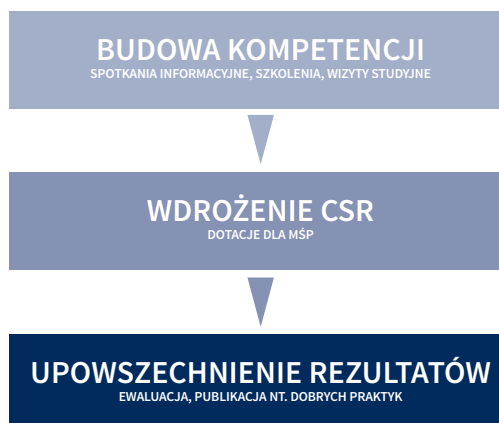 BUDOWA KOMPETENCJI
SPOTKANIA INFORMACYJNE, SZKOLENIA, WIZYTY STUDYJNE
WDROŻENIE CSR
DOTACJE DLA MŚP
UPOWSZECHNIENIE REZULTATÓW
EWALUACJA, PUBLIKACJA NT. DOBRYCH PRAKTYK